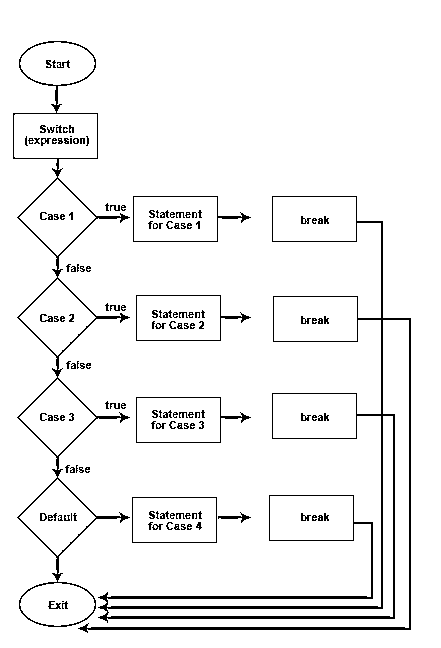 Start
Switch
(expression)
Case 1
true
Statement
for Case 1
break
false
Case 2
true
Statement
for Case 2
break
false
Case 3
true
Statement
for Case 3
break
false
Default
Statement
for Case 4
break
Exit